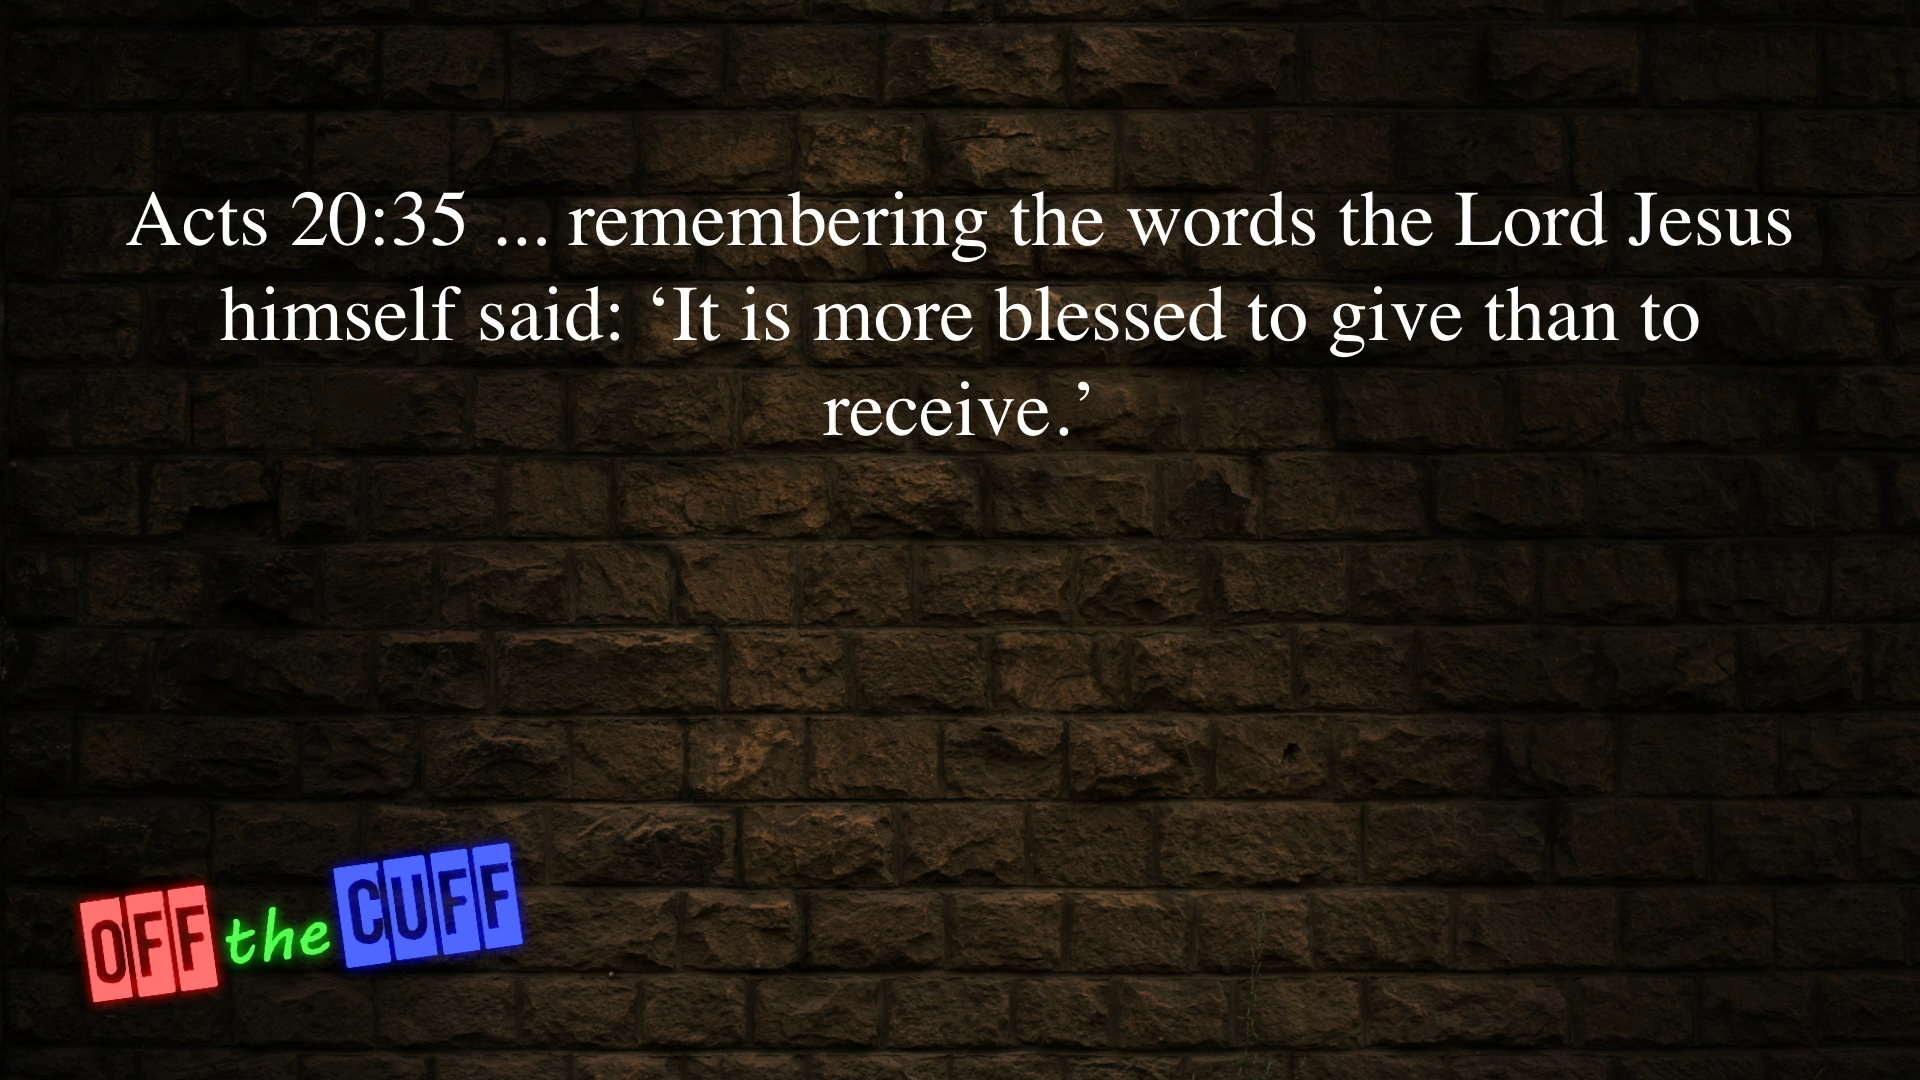 Acts 20:35 ... remembering the words the Lord Jesus
himself said: ‘It is more blessed to give than to
receive.’
OFF the CUFF